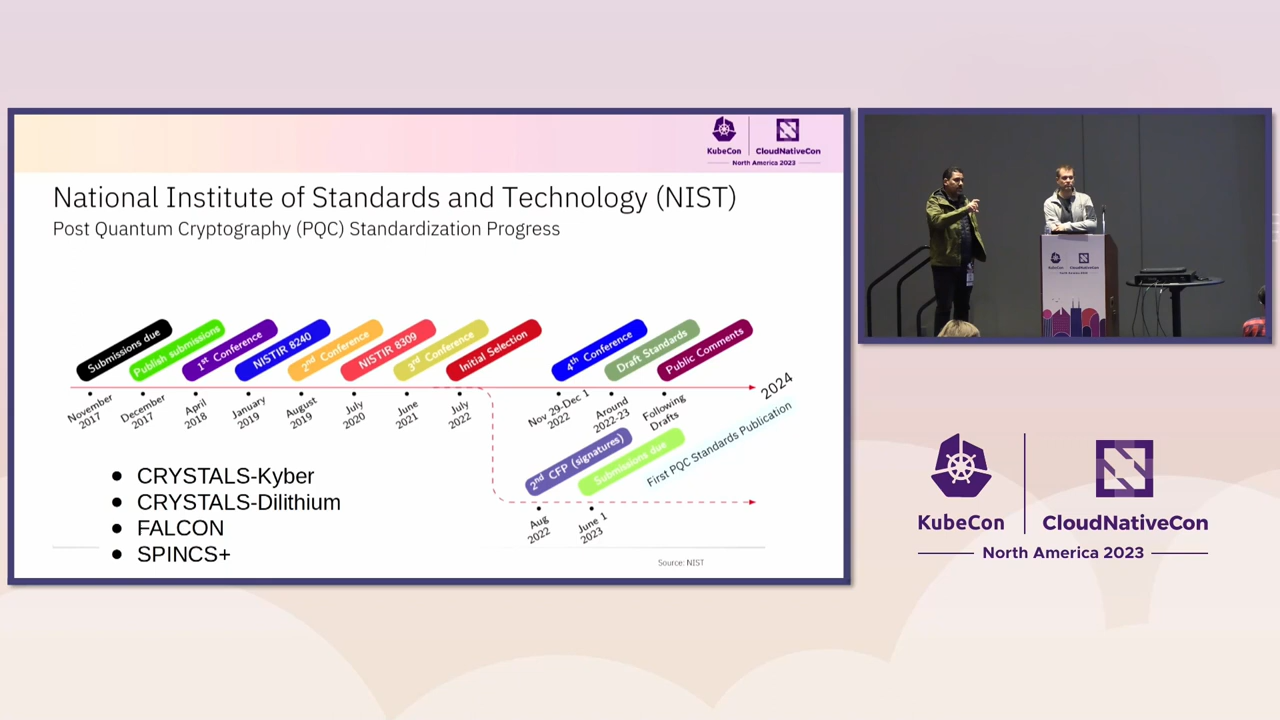 KubeCon
CloudNativeCon
North America 2023
National Institute of Standards and Technology (NIST)
Post Quantum Cryptography (PQC) Standardization Progress
Submissions due
Publish submissions
1st Conference
NISTIR 8240
2nd Conference
NISTIR 8309
3rd Conference
Initial Selection
4th Conference
Draft Standards
Public Comments
November
2017
December
2017
April
2018
January
2019
August
2019
July
2020
June
2021
July
2022
Nov 29-Dec 1
2022
Around
2022-23
Following
Drafts
2024
First PQC Standards Publication
2nd CFP (signatures)
Submissions due
Aug
2022
June 1
2023
• CRYSTALS-Kyber
• CRYSTALS-Dilithium
• FALCON
• SPINCS+
Source: NIST
KubeCon
CloudNativeCon
KubeCon
CloudNativeCon
North America 2023